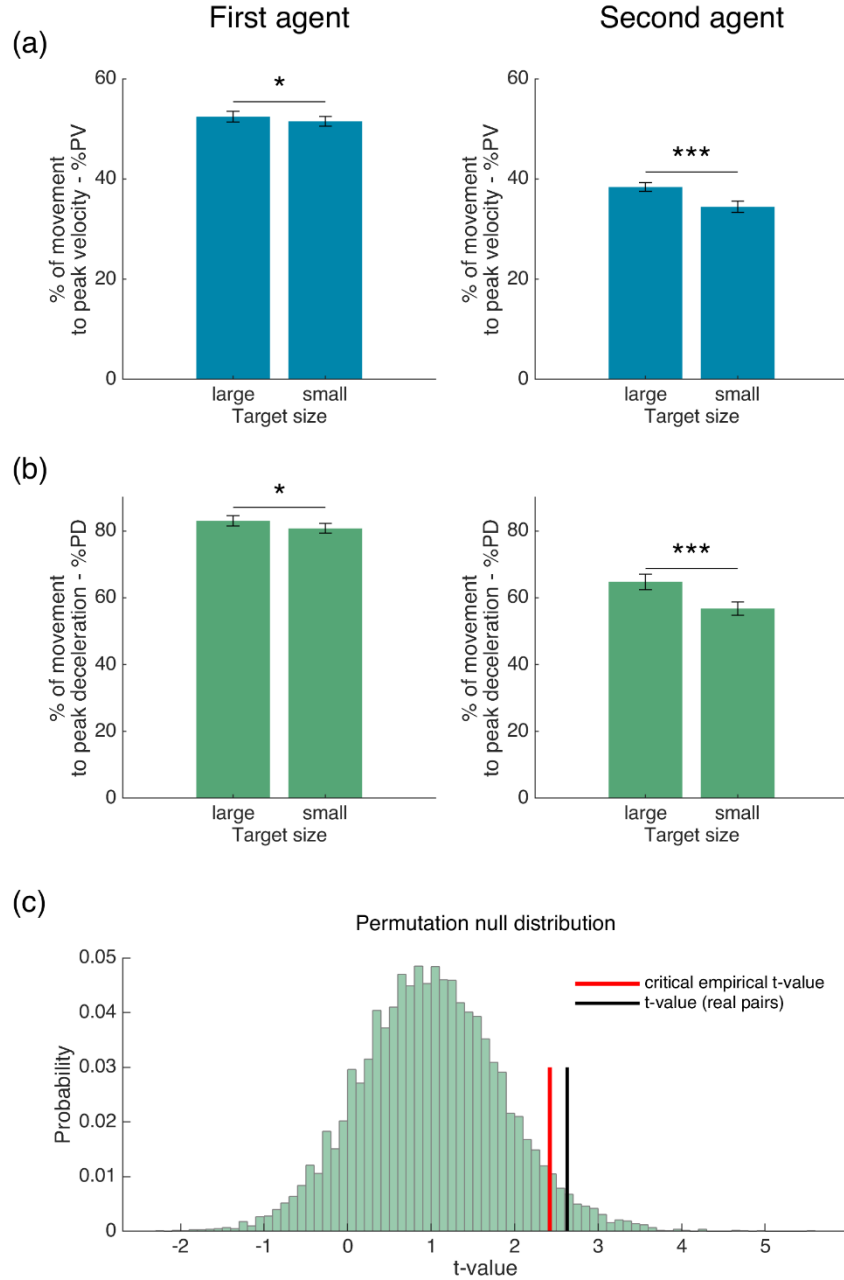 First agent
Second agent
(a)
60
40
20
0
% of movement
to peak velocity - %PV
*
large
small
Target size
60
40
20
0
% of movement
to peak velocity - %PV
***
large
small
Target size
(b)
80
60
40
20
0
% of movement
to peak deceleration - %PD
*
large
small
Target size
80
60
40
20
0
% of movement
to peak deceleration - %PD
***
large
small
Target size
(c)
Permutation null distribution
0.05
0.04
0.03
0.02
0.01
0
Probability
critical empirical t-value
t-value (real pairs)
-2
-1
0
1
2
3
4
5
t-value